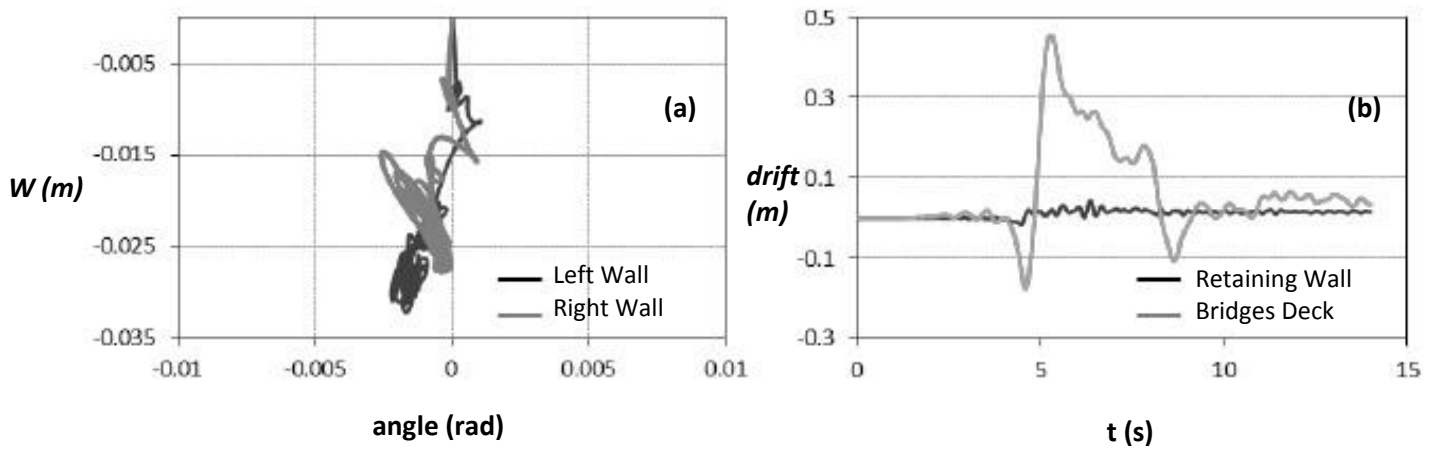 -0.005
-0.015
-0.025
-0.035
W (m)
(a)
Left Wall
Right Wall
-0.01
-0.005
0
0.005
0.01
angle (rad)
0.5
0.3
0.1
-0.1
-0.3
drift
(m)
(b)
Retaining Wall
Bridges Deck
0
5
10
15
t (s)